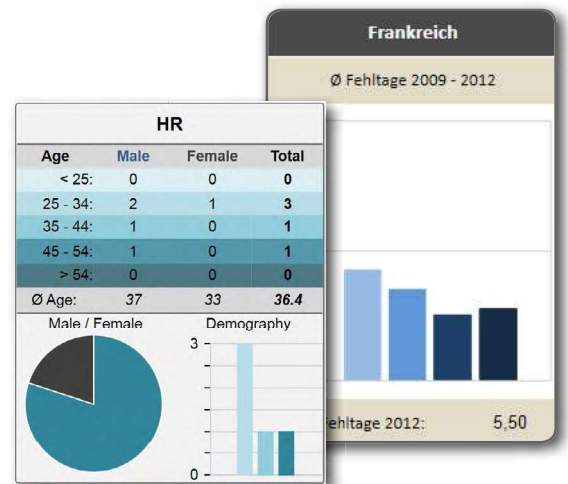 Frankreich
Ø Fehltage 2009 - 2012
Fehltage 2012: 5,50
HR
Age Male Female Total
< 25: 0 0 0
25 - 34: 2 1 3
35 - 44: 1 0 1
45 - 54: 1 0 1
> 54: 0 0 0
Ø Age: 37 33 36.4
Male / Female Demography
3
0